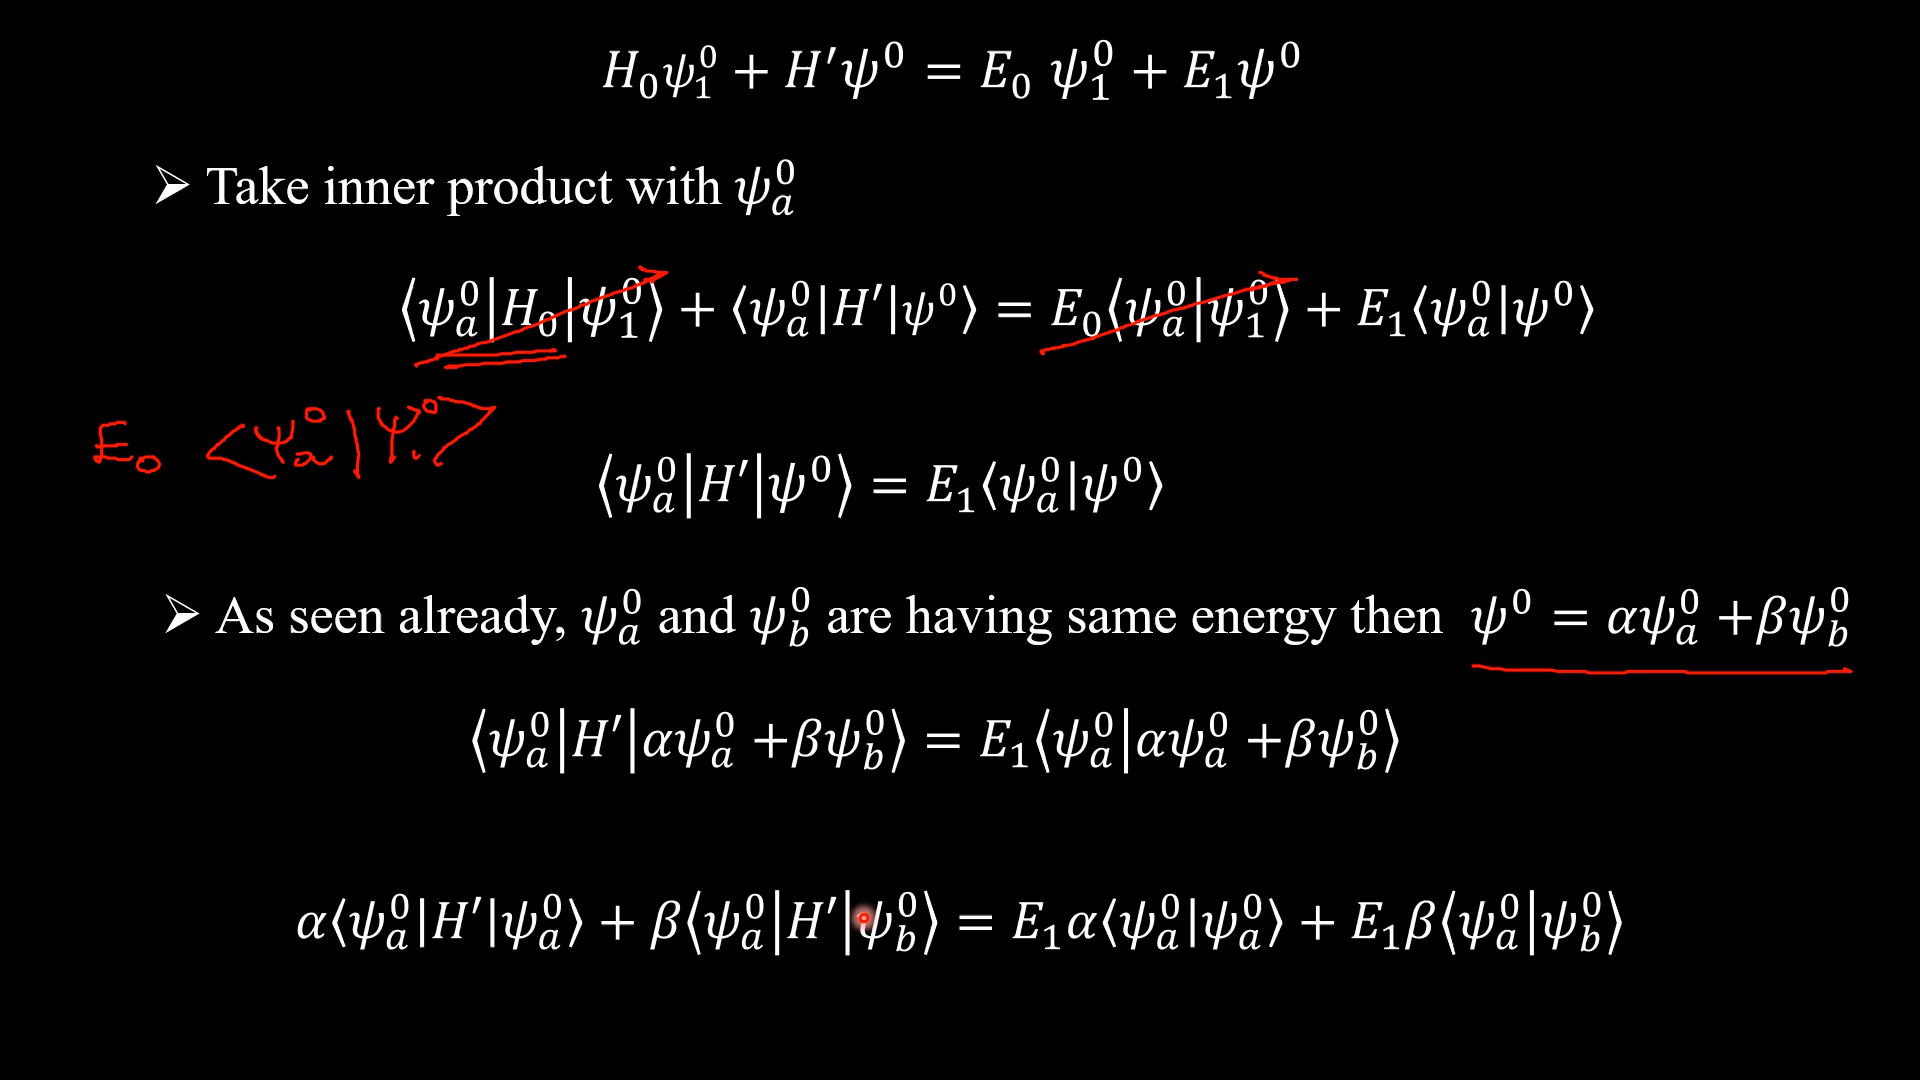 H₀ψ₁⁰ + H′ψ⁰ = E₀ ψ₁⁰ + E₁ψ⁰
➢ Take inner product with ψₐ⁰
⟨ψₐ⁰|H₀|ψ₁⁰⟩ + ⟨ψₐ⁰|H′|ψ⁰⟩ = E₀⟨ψₐ⁰|ψ₁⁰⟩ + E₁⟨ψₐ⁰|ψ⁰⟩
E₀ ⟨ψₐ⁰|ψ₁⁰⟩
⟨ψₐ⁰|H′|ψ⁰⟩ = E₁⟨ψₐ⁰|ψ⁰⟩
➢ As seen already, ψₐ⁰ and ψ_b⁰ are having same energy then ψ⁰ = αψₐ⁰ +βψ_b⁰
⟨ψₐ⁰|H′|αψₐ⁰ +βψ_b⁰⟩ = E₁⟨ψₐ⁰|αψₐ⁰ +βψ_b⁰⟩
α⟨ψₐ⁰|H′|ψₐ⁰⟩ + β⟨ψₐ⁰|H′|ψ_b⁰⟩ = E₁α⟨ψₐ⁰|ψₐ⁰⟩ + E₁β⟨ψₐ⁰|ψ_b⁰⟩